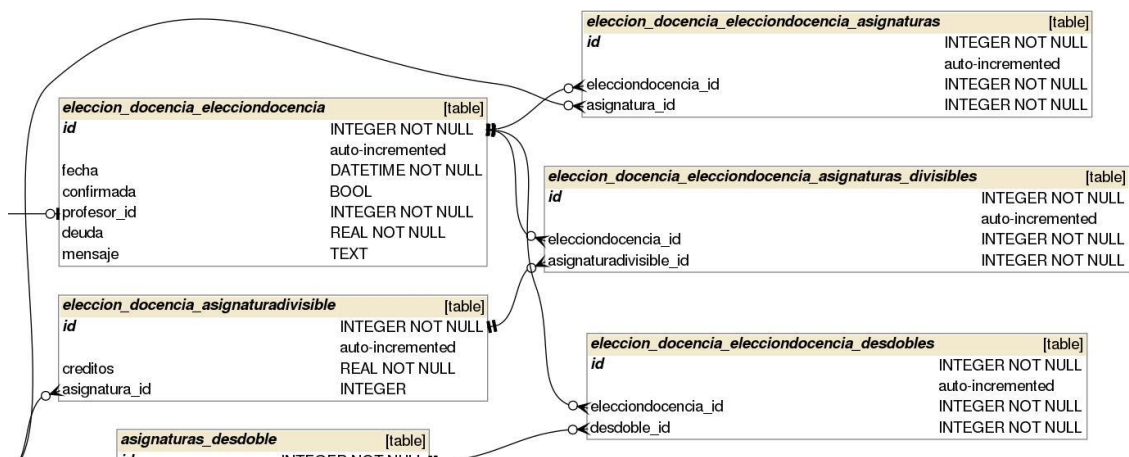 eleccion_docencia_elecciondocencia_asignaturas [table]
id INTEGER NOT NULL
auto-incremented
elecciondocencia_id INTEGER NOT NULL
asignatura_id INTEGER NOT NULL
eleccion_docencia_elecciondocencia [table]
id INTEGER NOT NULL
auto-incremented
fecha DATETIME NOT NULL
confirmada BOOL
profesor_id INTEGER NOT NULL
deuda REAL NOT NULL
mensaje TEXT
eleccion_docencia_elecciondocencia_asignaturas_divisibles [table]
id INTEGER NOT NULL
auto-incremented
elecciondocencia_id INTEGER NOT NULL
asignaturadivisible_id INTEGER NOT NULL
eleccion_docencia_asignaturadivisible [table]
id INTEGER NOT NULL
auto-incremented
creditos REAL NOT NULL
asignatura_id INTEGER
eleccion_docencia_elecciondocencia_desdobles [table]
id INTEGER NOT NULL
auto-incremented
elecciondocencia_id INTEGER NOT NULL
desdoble_id INTEGER NOT NULL
asignaturas_desdoble [table]
id INTEGER NOT NULL